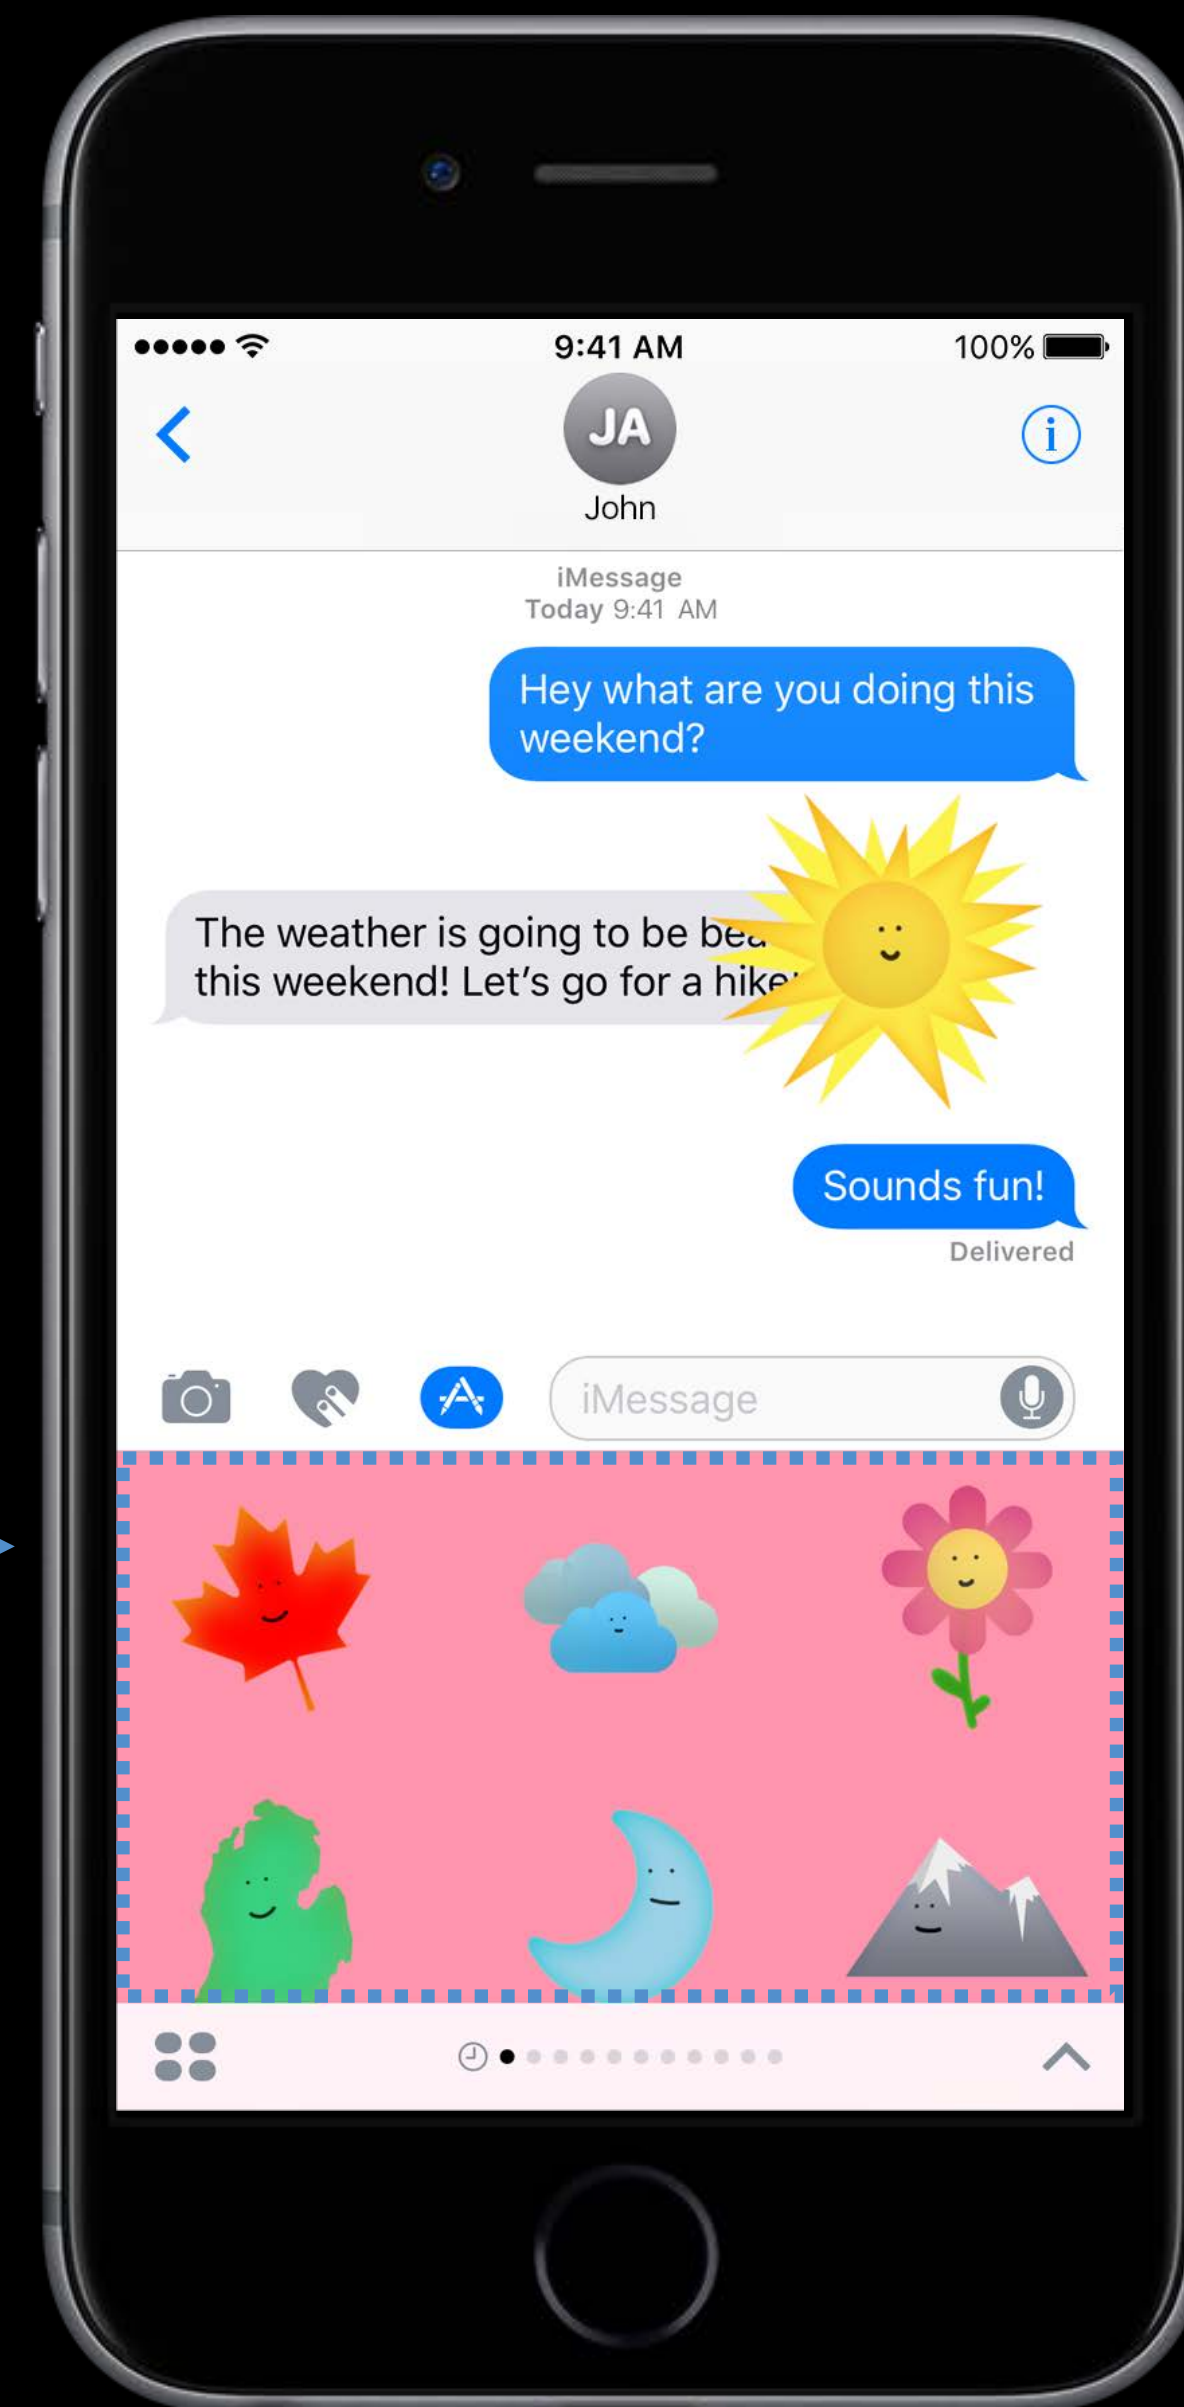 9:41 AM
100%
JA
John
iMessage
Today 9:41 AM
Hey what are you doing this
weekend?
The weather is going to be
this weekend! Let's go for a hike
Sounds fun!
Delivered
iMessage